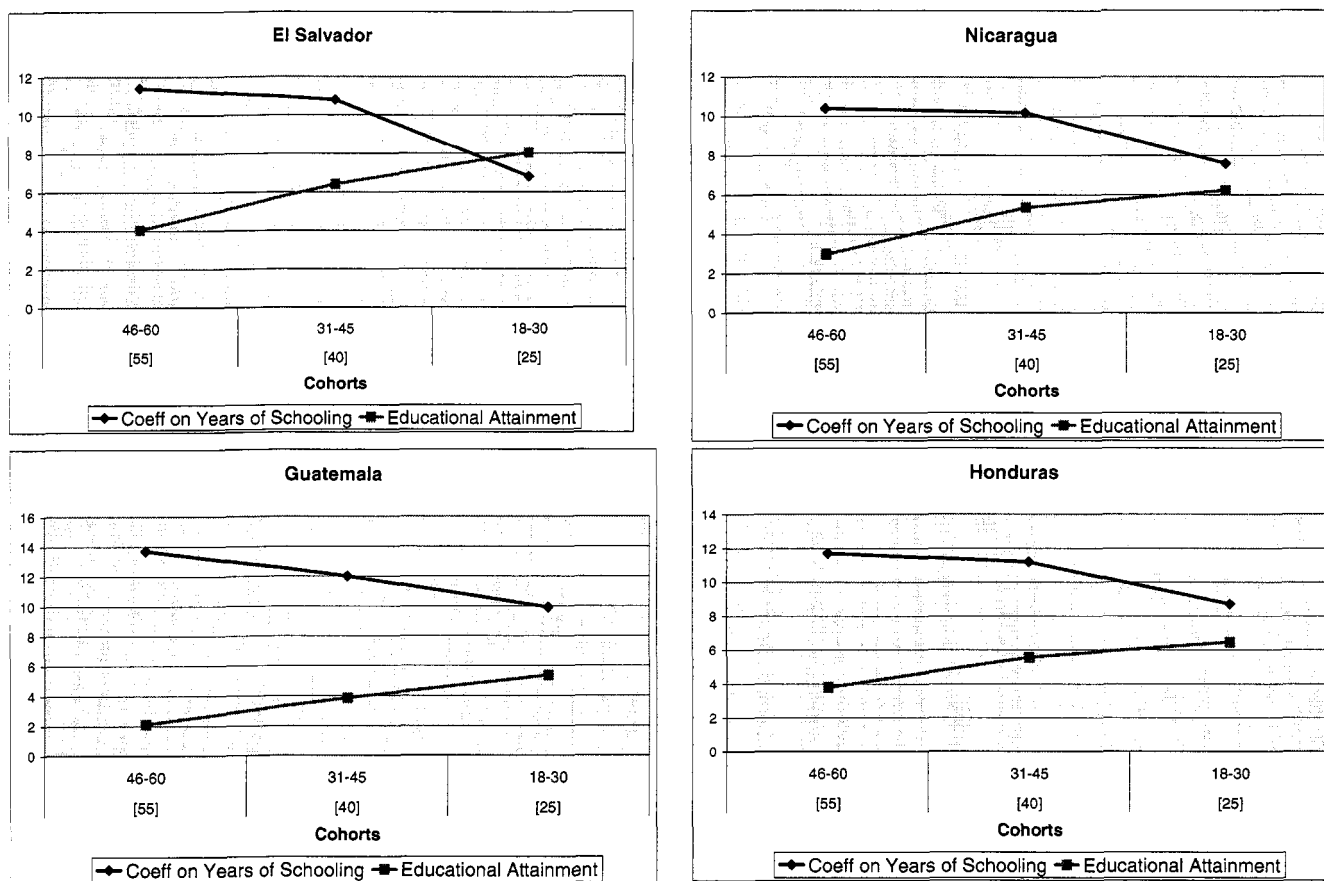 El Salvador
12
10
8
6
4
2
0
46-60 31-45 18-30
[55] [40] [25]
Cohorts
Coeff on Years of Schooling Educational Attainment
Nicaragua
12
10
8
6
4
2
0
46-60 31-45 18-30
[55] [40] [25]
Cohorts
Coeff on Years of Schooling Educational Attainment
Guatemala
16
14
12
10
8
6
4
2
0
46-60 31-45 18-30
[55] [40] [25]
Cohorts
Coeff on Years of Schooling Educational Attainment
Honduras
14
12
10
8
6
4
2
0
46-60 31-45 18-30
[55] [40] [25]
Cohorts
Coeff on Years of Schooling Educational Attainment